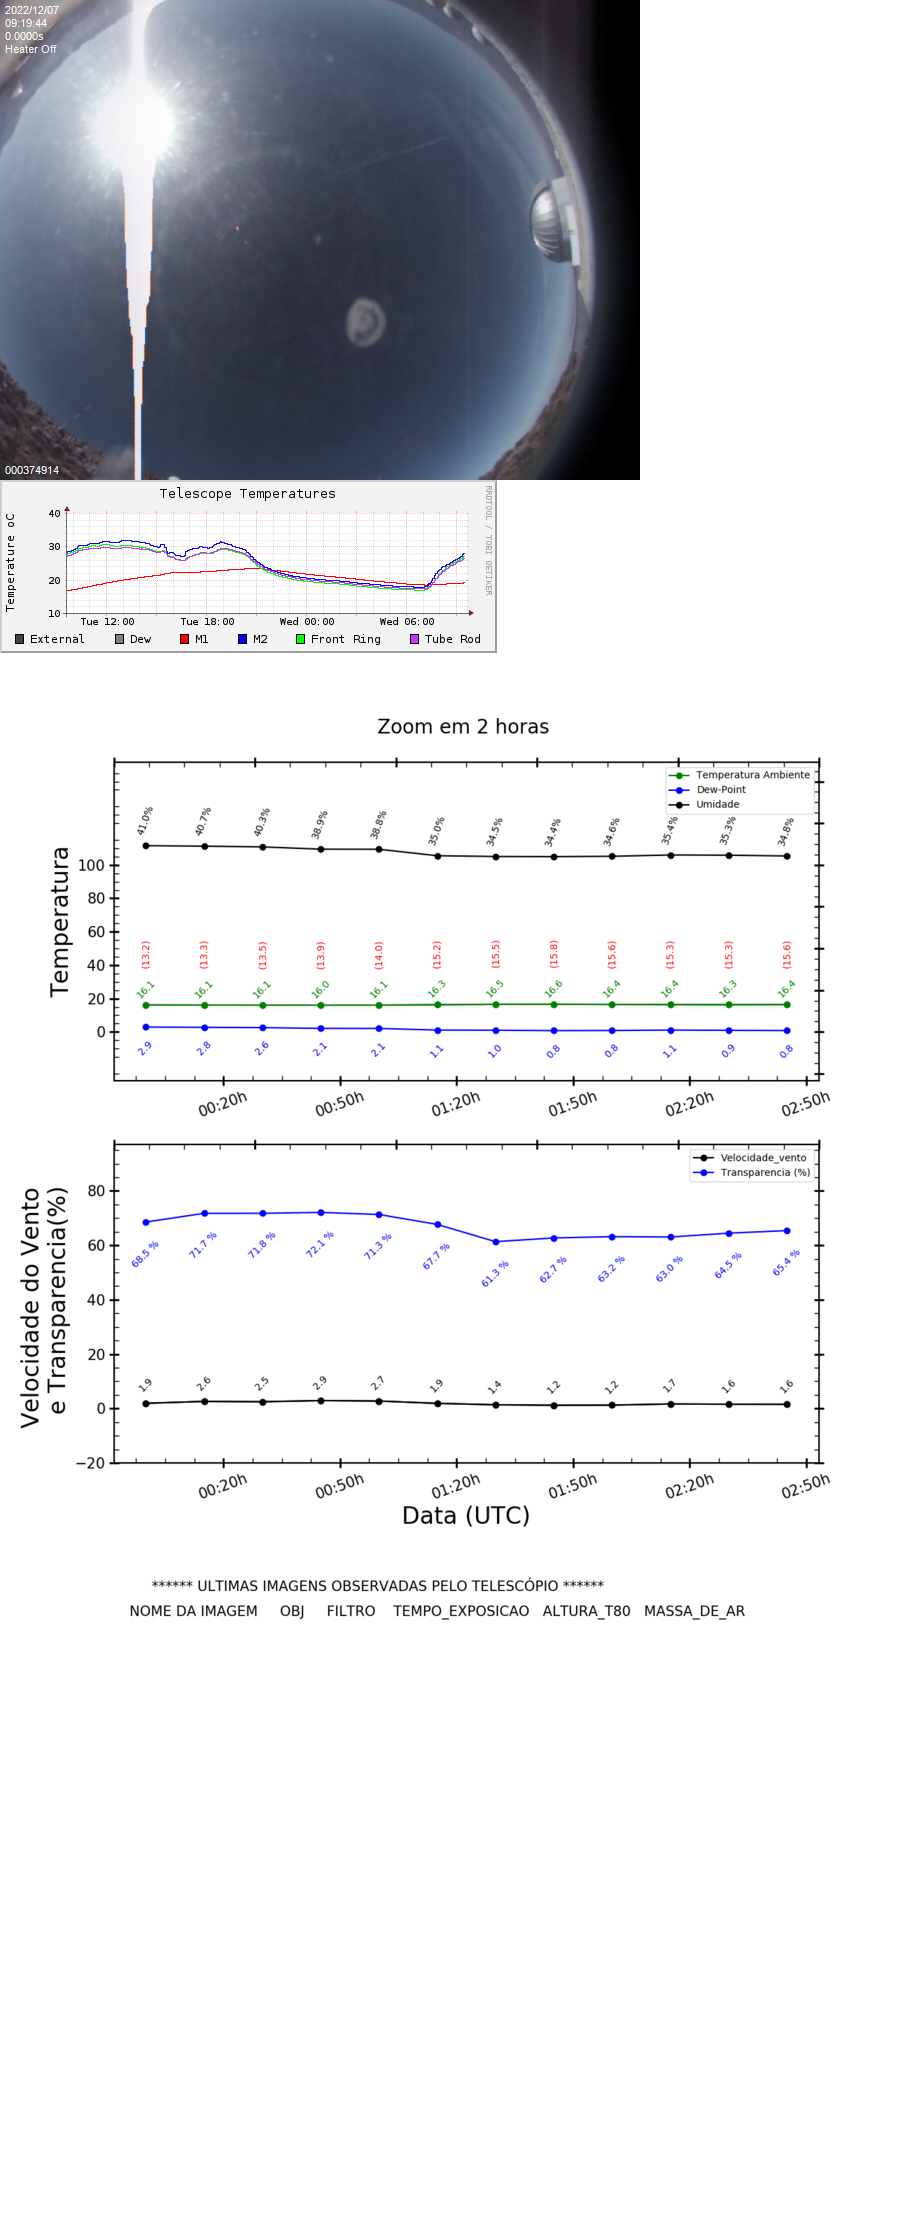 2022/12/07
09:19:44
0.0000s
Heater Off
000374914
Telescope Temperatures
RRDTOOL / TOBI OETIKER
Temperature oC
40
30
20
10
Tue 12:00 Tue 18:00 Wed 00:00 Wed 06:00
External Dew M1 M2 Front Ring Tube Rod
Zoom em 2 horas
Temperatura Ambiente
Dew-Point
Umidade
41.0% 40.7% 40.3% 38.9% 38.8% 35.0% 34.5% 34.4% 34.6% 35.4% 35.3% 34.8%
Temperatura
100
80
60
40
20
0
(13.2) (13.3) (13.5) (13.9) (14.0) (15.2) (15.5) (15.8) (15.6) (15.3) (15.3) (15.6)
16.1 16.1 16.1 16.0 16.1 16.3 16.5 16.6 16.4 16.4 16.3 16.4
2.9 2.8 2.6 2.1 2.1 1.1 1.0 0.8 0.8 1.1 0.9 0.8
00:20h 00:50h 01:20h 01:50h 02:20h 02:50h
Velocidade_vento
Transparencia (%)
Velocidade do Vento
e Transparencia(%)
80
60
40
20
0
−20
68.5 % 71.7 % 71.8 % 72.1 % 71.3 % 67.7 % 61.3 % 62.7 % 63.2 % 63.0 % 64.5 % 65.4 %
1.9 2.6 2.5 2.9 2.7 1.9 1.4 1.2 1.2 1.7 1.6 1.6
00:20h 00:50h 01:20h 01:50h 02:20h 02:50h
Data (UTC)
****** ULTIMAS IMAGENS OBSERVADAS PELO TELESCÓPIO ******
NOME DA IMAGEM OBJ FILTRO TEMPO_EXPOSICAO ALTURA_T80 MASSA_DE_AR